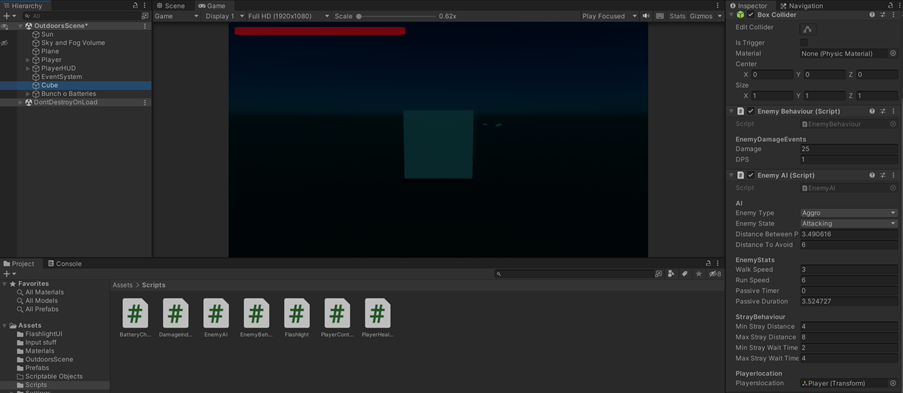 Hierarchy
All
OutdoorsScene*
Sun
Sky and Fog Volume
Plane
Player
PlayerHUD
EventSystem
Cube
Bunch o Batteries
DontDestroyOnLoad
Scene
Game
Game
Display 1
Full HD (1920x1080)
Scale
0.62x
Play Focused
Stats
Gizmos
Project
Console
Favorites
All Materials
All Models
All Prefabs
Assets
FlashlightUI
Input stuff
Materials
OutdoorsScene
Prefabs
Scriptable Objects
Scripts
Assets > Scripts
8
BatteryCh...
DamageInd...
EnemyAI
EnemyBeh...
Flashlight
PlayerCont...
PlayerHeal...
Inspector
Navigation
Box Collider
Edit Collider
Is Trigger
Material
None (Physic Material)
Center
X 0 Y 0 Z 0
Size
X 1 Y 1 Z 1
Enemy Behaviour (Script)
Script
EnemyBehaviour
EnemyDamageEvents
Damage 25
DPS 1
Enemy AI (Script)
Script
EnemyAI
AI
Enemy Type Aggro
Enemy State Attacking
Distance Between P 3.490616
Distance To Avoid 6
EnemyStats
Walk Speed 3
Run Speed 6
Passive Timer 0
Passive Duration 3.524727
StrayBehaviour
Min Stray Distance 4
Max Stray Distance 8
Min Stray Wait Time 2
Max Stray Wait Time 4
Playerlocation
Playerslocation Player (Transform)